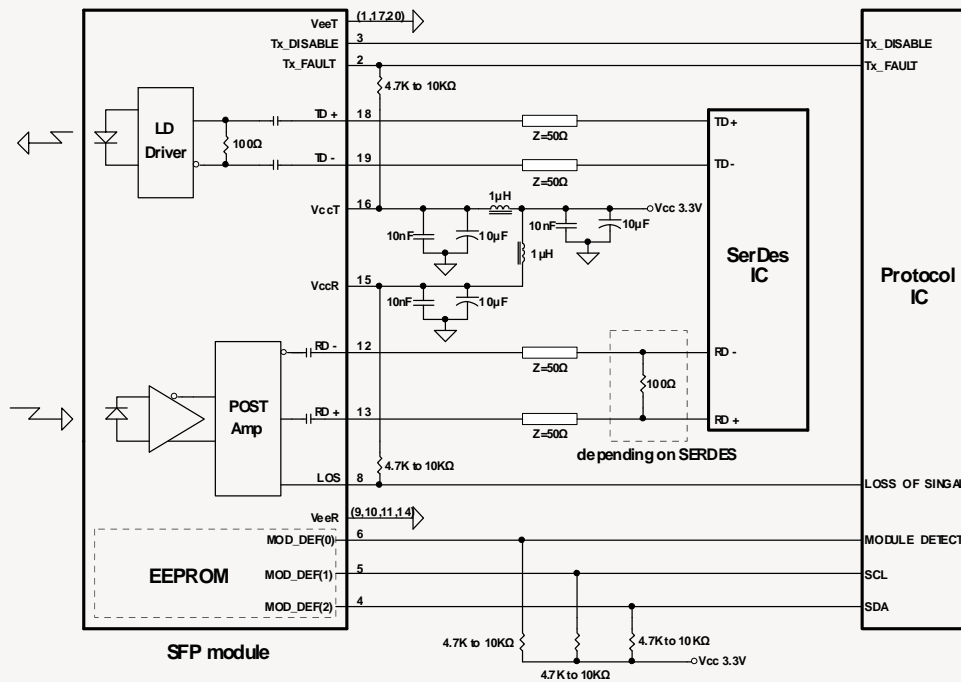 VeeT (1,17,20)
Tx_DISABLE 3 Tx_DISABLE
Tx_FAULT 2 Tx_FAULT
4.7K to 10KΩ
LD Driver
100Ω
TD+ 18 Z=50Ω TD+
TD- 19 Z=50Ω TD-
1µH
VccT 16 Vcc 3.3V
10nF 10µF 10nF 10µF
1µH
SerDes IC
Protocol IC
VccR 15
10nF 10µF
RD- 12 Z=50Ω RD-
100Ω
POST Amp
RD+ 13 Z=50Ω RD+
depending on SERDES
4.7K to 10KΩ
LOS 8 LOSS OF SINGAL
VeeR (9,10,11,14)
MOD_DEF(0) 6 MODULE DETECT
EEPROM
MOD_DEF(1) 5 SCL
MOD_DEF(2) 4 SDA
4.7K to 10KΩ 4.7K to 10KΩ
SFP module
4.7K to 10KΩ
Vcc 3.3V